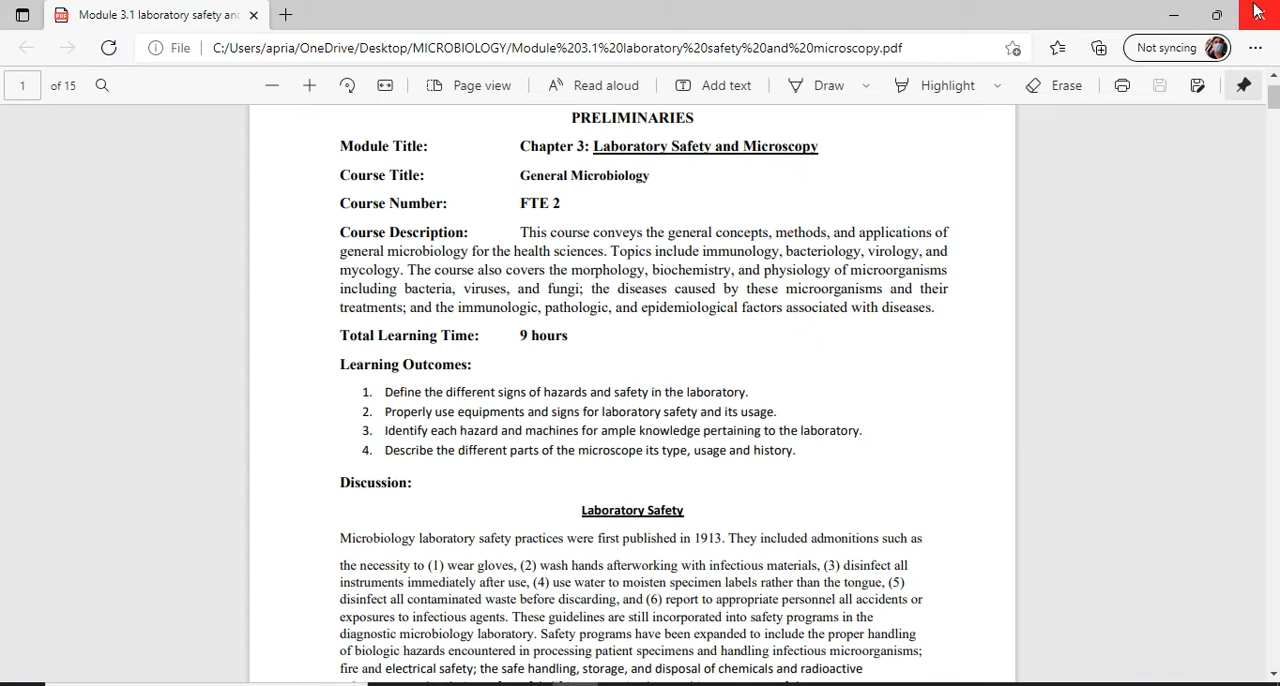 Module 3.1 laboratory safety and
File C:/Users/apria/OneDrive/Desktop/MICROBIOLOGY/Module%203.1%20laboratory%20safety%20and%20microscopy.pdf Not syncing
1 of 15 Page view Read aloud Add text Draw Highlight Erase
PRELIMINARIES
Module Title: Chapter 3: Laboratory Safety and Microscopy
Course Title: General Microbiology
Course Number: FTE 2
Course Description: This course conveys the general concepts, methods, and applications of
general microbiology for the health sciences. Topics include immunology, bacteriology, virology, and
mycology. The course also covers the morphology, biochemistry, and physiology of microorganisms
including bacteria, viruses, and fungi; the diseases caused by these microorganisms and their
treatments; and the immunologic, pathologic, and epidemiological factors associated with diseases.
Total Learning Time: 9 hours
Learning Outcomes:
1. Define the different signs of hazards and safety in the laboratory.
2. Properly use equipments and signs for laboratory safety and its usage.
3. Identify each hazard and machines for ample knowledge pertaining to the laboratory.
4. Describe the different parts of the microscope its type, usage and history.
Discussion:
Laboratory Safety
Microbiology laboratory safety practices were first published in 1913. They included admonitions such as
the necessity to (1) wear gloves, (2) wash hands afterworking with infectious materials, (3) disinfect all
instruments immediately after use, (4) use water to moisten specimen labels rather than the tongue, (5)
disinfect all contaminated waste before discarding, and (6) report to appropriate personnel all accidents or
exposures to infectious agents. These guidelines are still incorporated into safety programs in the
diagnostic microbiology laboratory. Safety programs have been expanded to include the proper handling
of biologic hazards encountered in processing patient specimens and handling infectious microorganisms;
fire and electrical safety; the safe handling, storage, and disposal of chemicals and radioactive